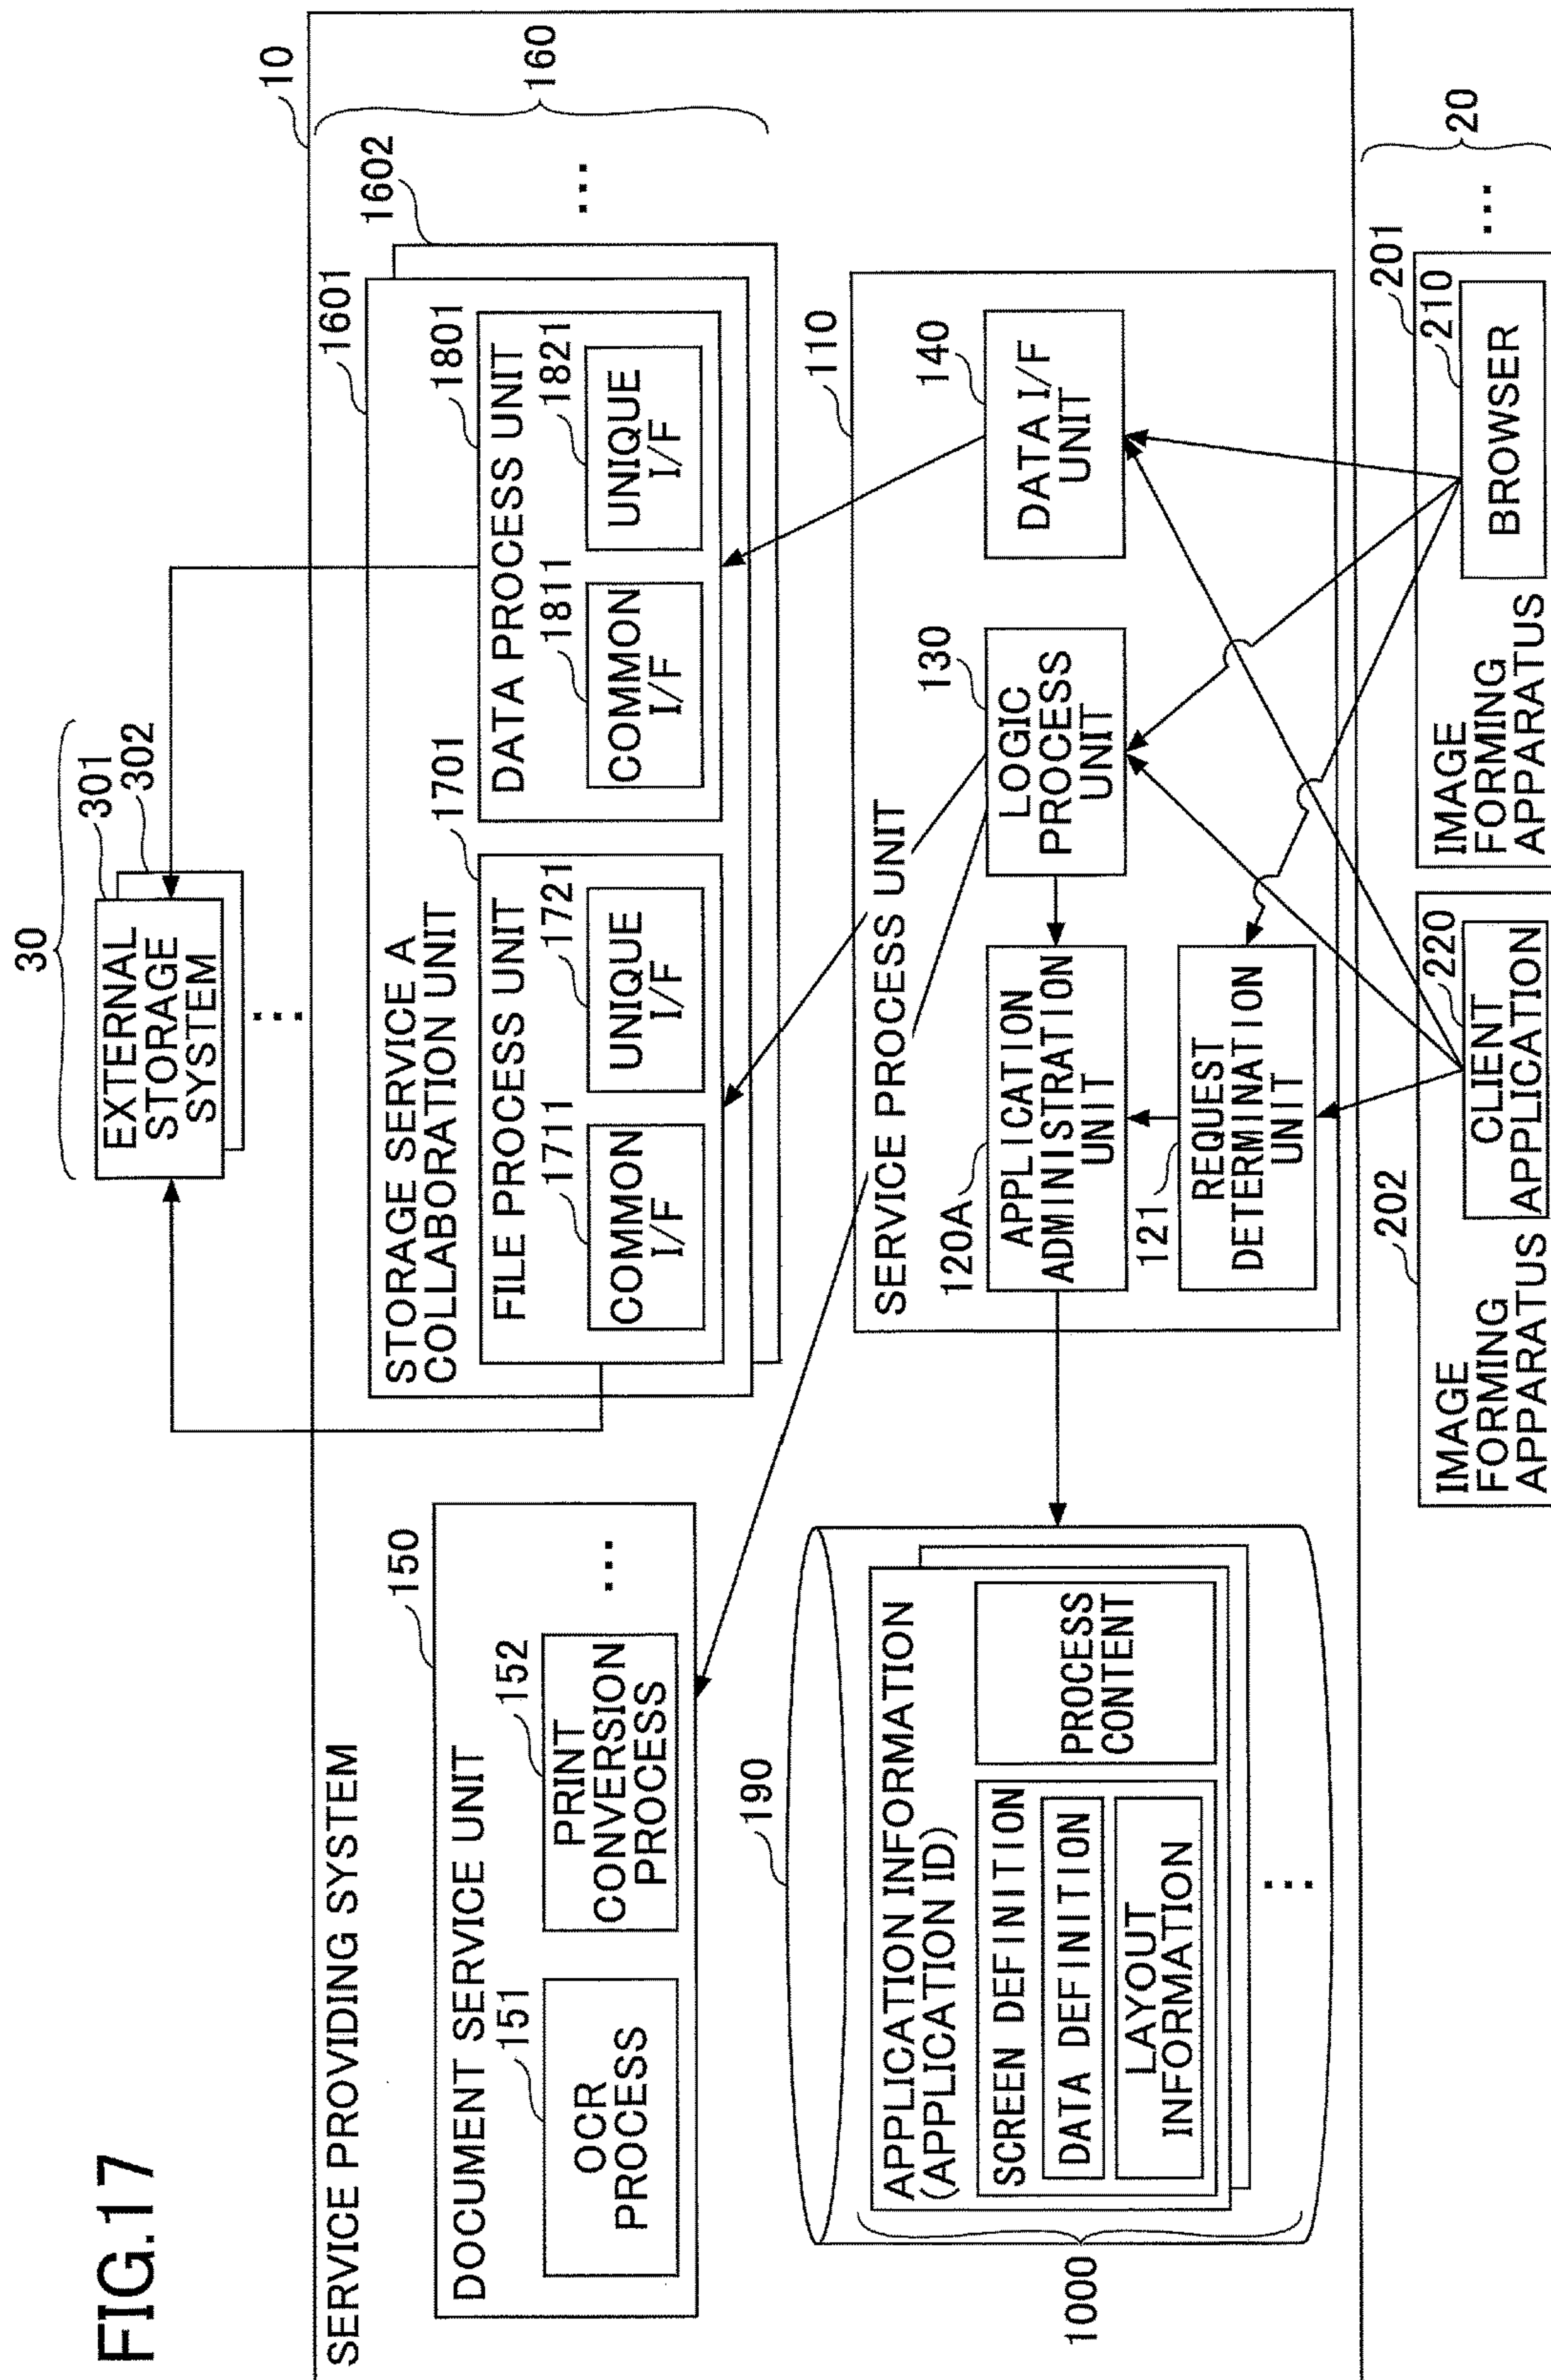 FIG.17
30
EXTERNAL
STORAGE
SYSTEM
301
302
⋮
10
SERVICE PROVIDING SYSTEM
DOCUMENT SERVICE UNIT
150
151
OCR
PROCESS
152
PRINT
CONVERSION
PROCESS
...
STORAGE SERVICE A
COLLABORATION UNIT
1601
1602
160
...
FILE PROCESS UNIT
1701
1711
COMMON
I/F
1721
UNIQUE
I/F
DATA PROCESS UNIT
1801
1811
COMMON
I/F
1821
UNIQUE
I/F
190
APPLICATION INFORMATION
(APPLICATION ID)
SCREEN DEFINITION
DATA DEFINITION
LAYOUT
INFORMATION
PROCESS
CONTENT
⋮
1000
SERVICE PROCESS UNIT
110
120A
APPLICATION
ADMINISTRATION
UNIT
130
LOGIC
PROCESS
UNIT
140
DATA I/F
UNIT
121
REQUEST
DETERMINATION
UNIT
202
IMAGE
FORMING
APPARATUS
220
CLIENT
APPLICATION
201
IMAGE
FORMING
APPARATUS
210
BROWSER
...
20